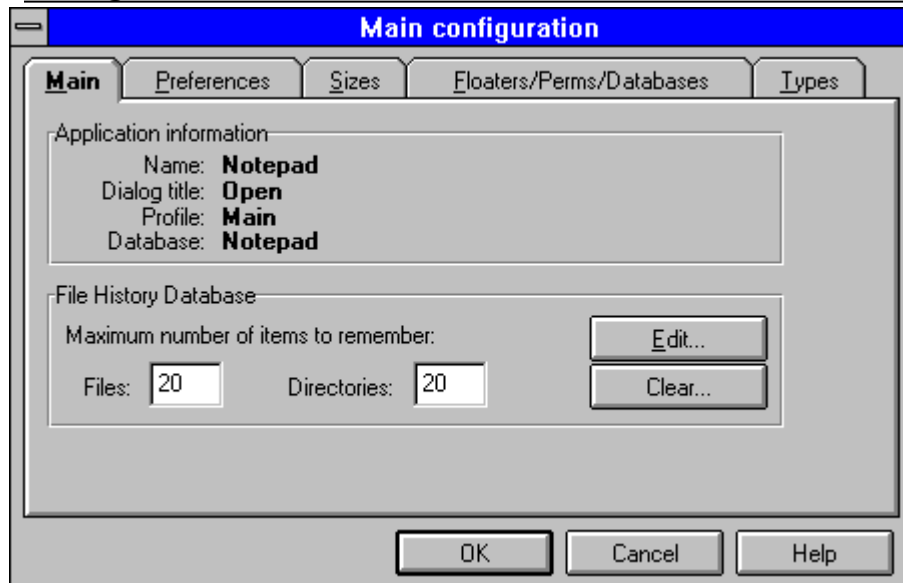 Main configuration
Main Preferences Sizes Floaters/Perms/Databases Types
Application information
Name: Notepad
Dialog title: Open
Profile: Main
Database: Notepad
File History Database
Maximum number of items to remember:
Edit...
Files: 20 Directories: 20
Clear...
OK Cancel Help